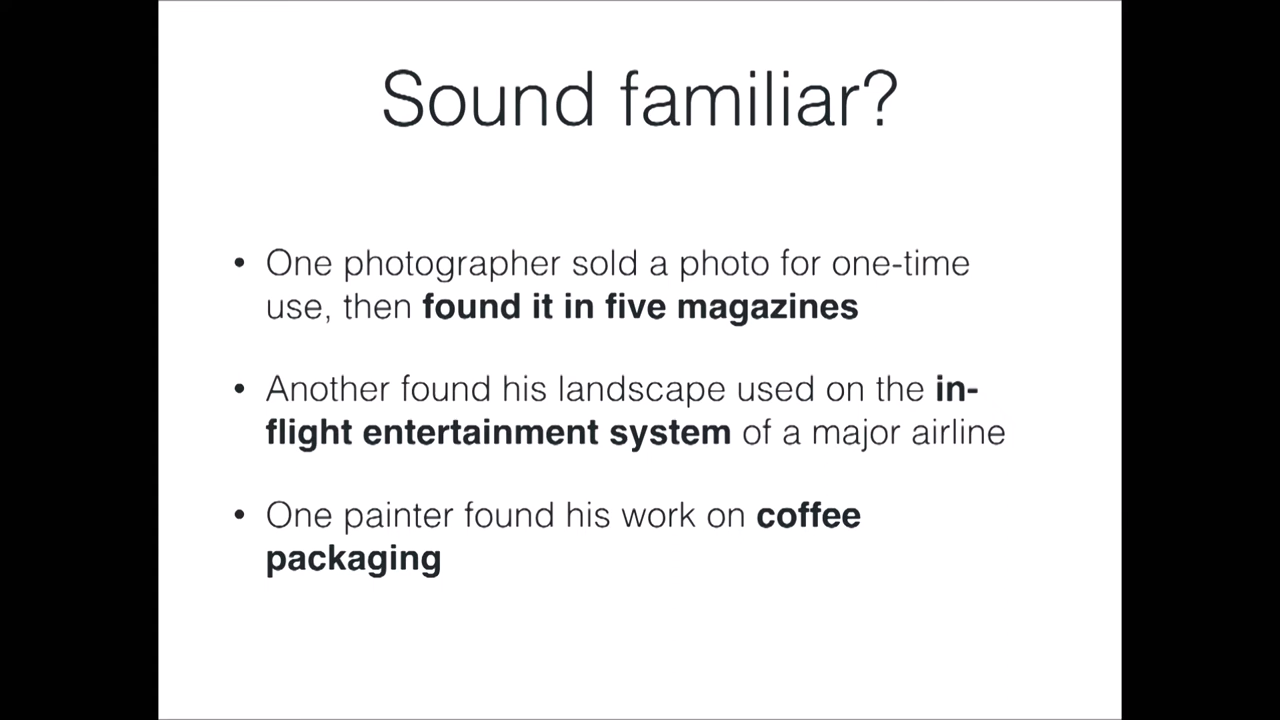 Sound familiar?
• One photographer sold a photo for one-time
use, then found it in five magazines
• Another found his landscape used on the in-
flight entertainment system of a major airline
• One painter found his work on coffee
packaging